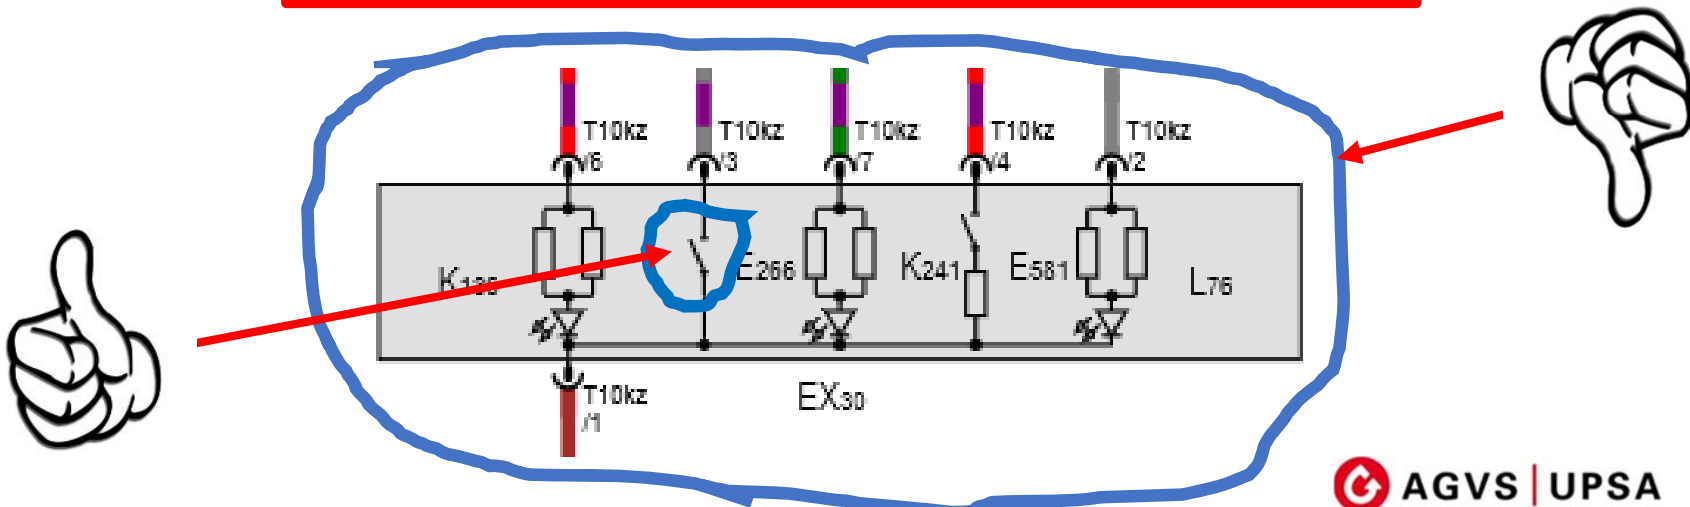 T10kz T10kz T10kz T10kz T10kz
/6 /3 /7 /4 /2
E266 K241 E581 L76
T10kz
/1
EX30
AGVS | UPSA